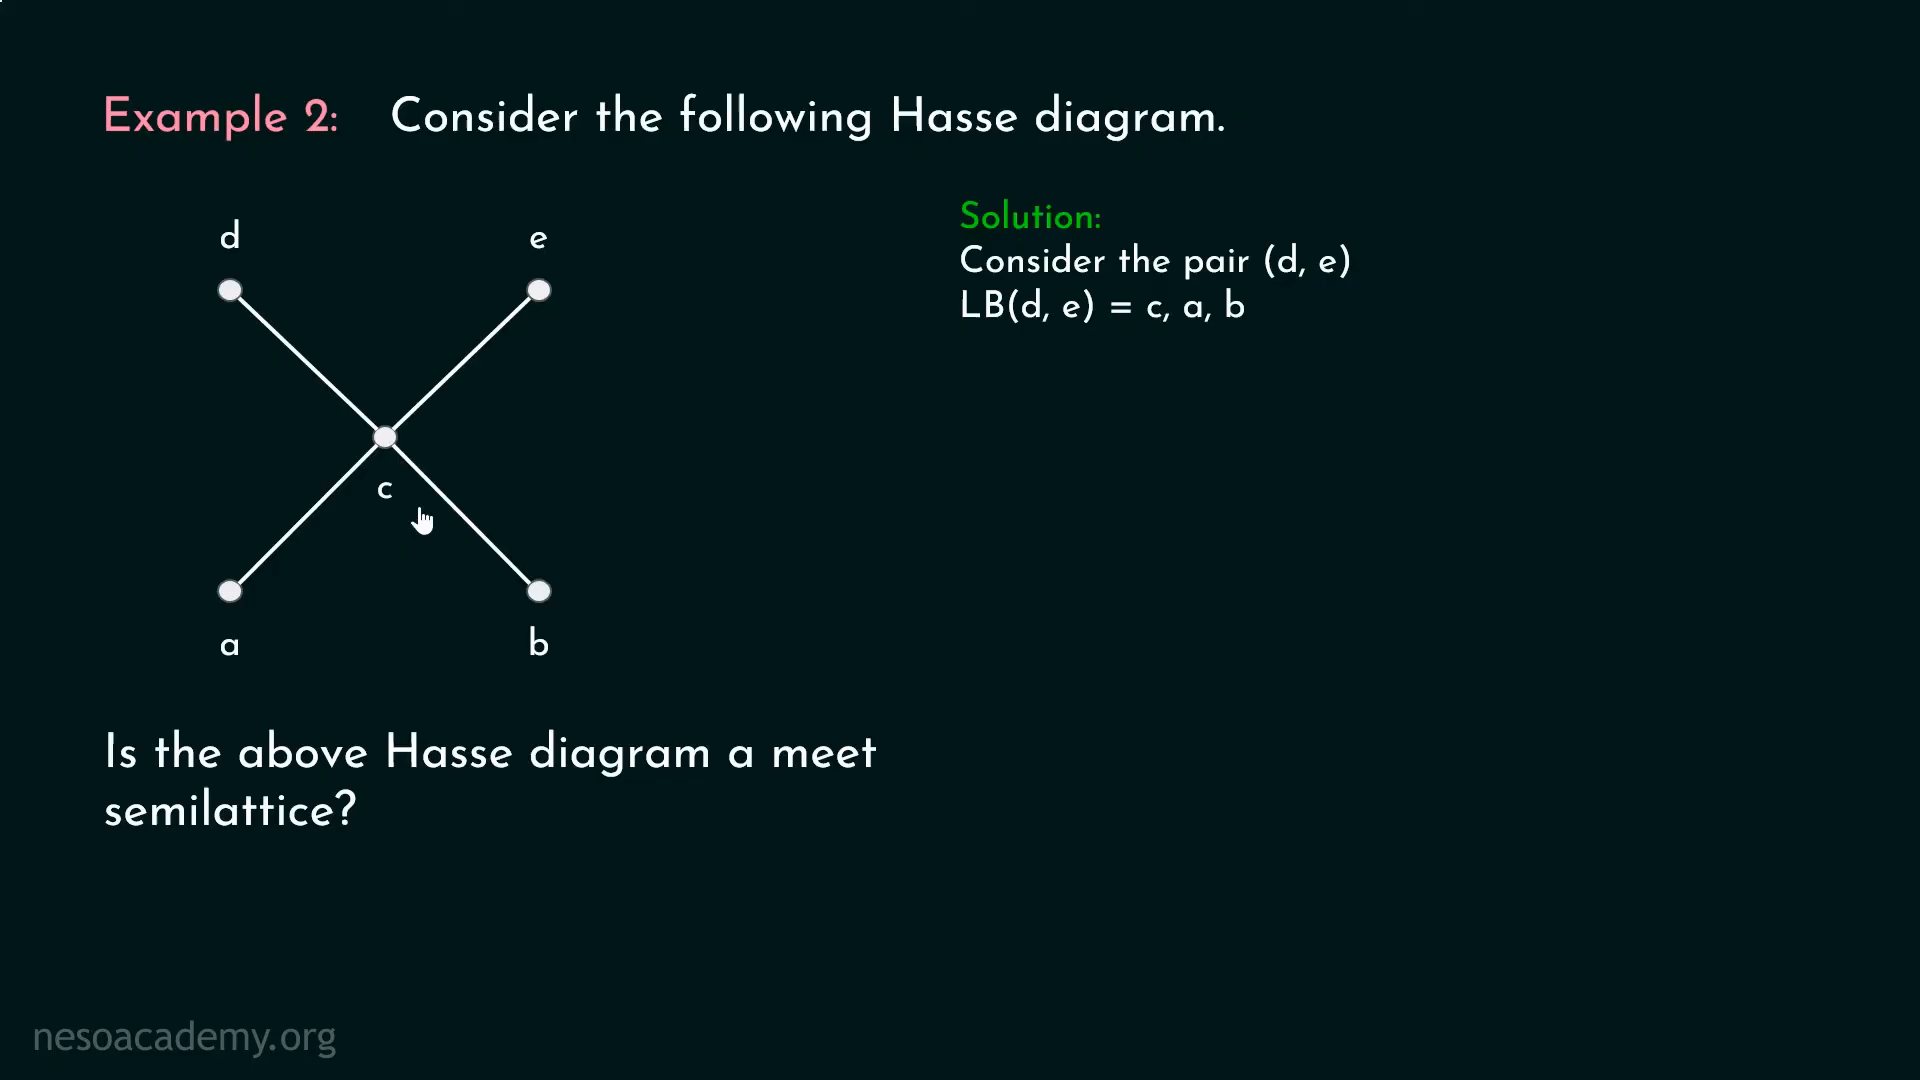 Example 2: Consider the following Hasse diagram.
d
e
c
a
b
Is the above Hasse diagram a meet
semilattice?
Solution:
Consider the pair (d, e)
LB(d, e) = c, a, b
nesoacademy.org